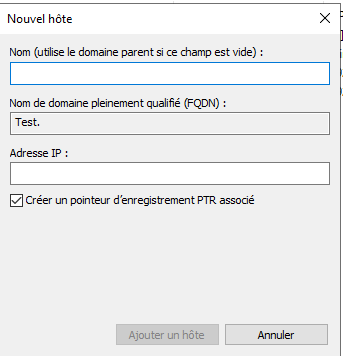 Nouvel hôte
Nom (utilise le domaine parent si ce champ est vide) :
Nom de domaine pleinement qualifié (FQDN) :
Test.
Adresse IP :
Créer un pointeur d'enregistrement PTR associé
Ajouter un hôte
Annuler